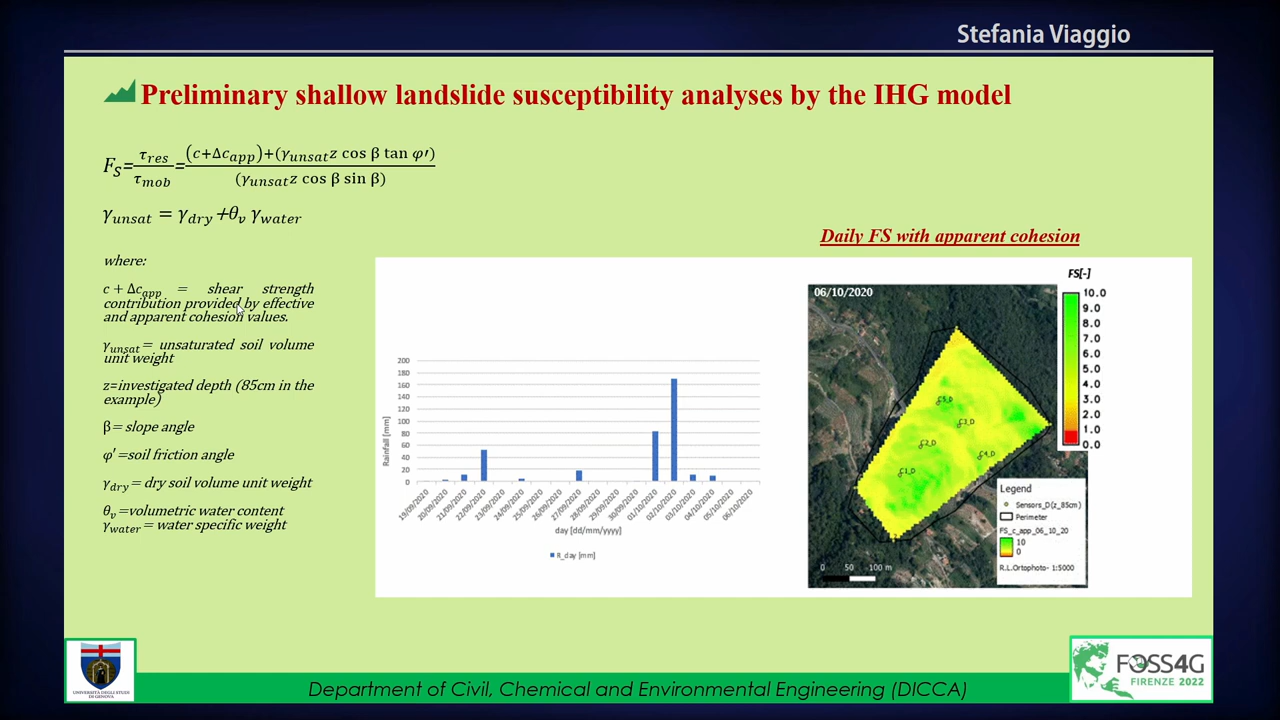 Stefania Viaggio
Preliminary shallow landslide susceptibility analyses by the IHG model
F_S = τ_res / τ_mob = ((c+Δc_app)+(γ_unsat z cos β tan φ′)) / (γ_unsat z cos β sin β)
γ_unsat = γ_dry +θ_v γ_water
where:
c + Δc_app = shear strength
contribution provided by effective
and apparent cohesion values.
γ_unsat = unsaturated soil volume
unit weight
z=investigated depth (85cm in the
example)
β= slope angle
φ′ =soil friction angle
γ_dry = dry soil volume unit weight
θ_v =volumetric water content
γ_water = water specific weight
Daily FS with apparent cohesion
Rainfall [mm]
200
180
160
140
120
100
80
60
40
20
0
19/09/2020
20/09/2020
21/09/2020
22/09/2020
23/09/2020
24/09/2020
25/09/2020
26/09/2020
27/09/2020
28/09/2020
29/09/2020
30/09/2020
01/10/2020
02/10/2020
03/10/2020
04/10/2020
05/10/2020
06/10/2020
day [dd/mm/yyyy]
R_day [mm]
06/10/2020
C5_D
C3_D
C2_D
C4_D
C1_D
0 50 100 m
FS[-]
10.0
9.0
8.0
7.0
6.0
5.0
4.0
3.0
2.0
1.0
0.0
Legend
Sensors_D(z_85cm)
Perimeter
FS_c_app_06_10_20
10
0
R.L.Ortophoto- 1:5000
UNIVERSITÀ DEGLI STUDI
DI GENOVA
Department of Civil, Chemical and Environmental Engineering (DICCA)
FOSS4G
FIRENZE 2022